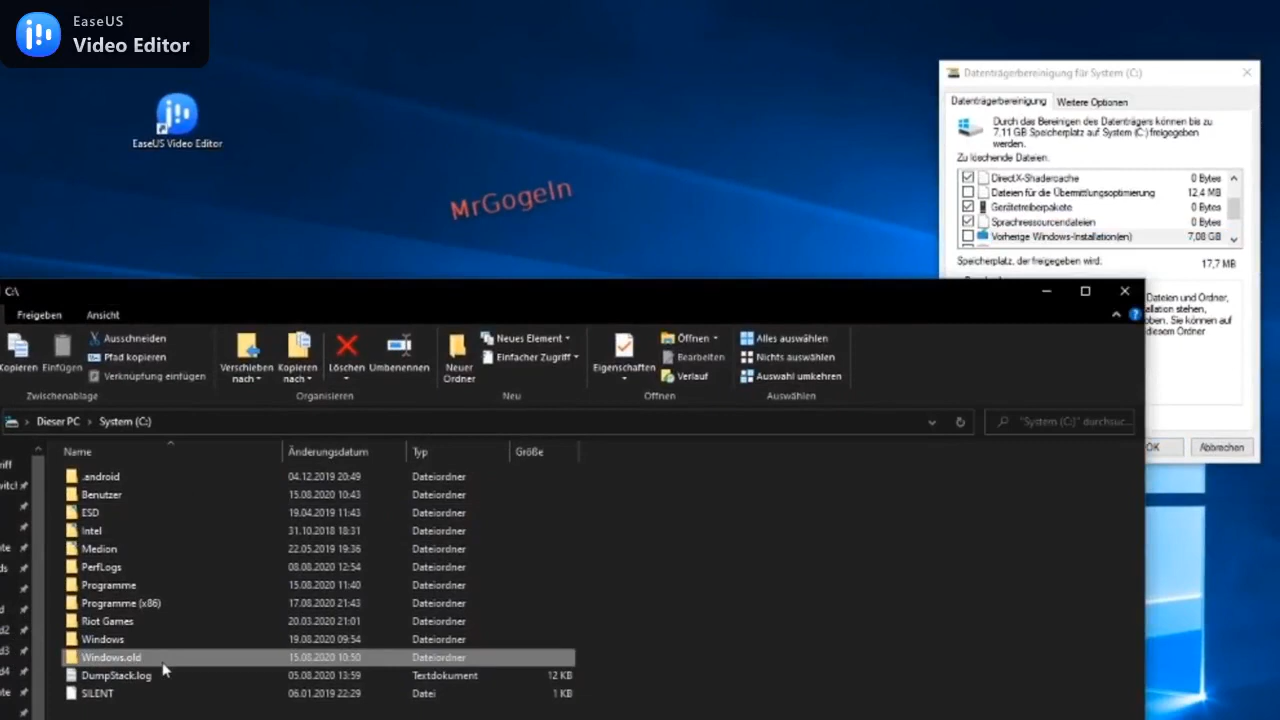 EaseUS
Video Editor
EaseUS Video Editor
MrGogeln
Datenträgerbereinigung für System (C:)
Datenträgerbereinigung Weitere Optionen
Durch das Bereinigen des Datenträgers können bis zu
7,11 GB Speicherplatz auf System (C:) freigegeben
werden.
Zu löschende Dateien:
DirectX-Shadercache 0 Bytes
Dateien für die Übermittlungsoptimierung 12,4 MB
Gerätetreiberpakete 0 Bytes
Sprachressourcendateien 0 Bytes
Vorherige Windows-Installation(en) 7,08 GB
Speicherplatz, der freigegeben wird: 17,7 MB
Dateien und Ordner,
allation stehen,
oben. Sie können auf
diesem Ordner
OK Abbrechen
C:\
Freigeben Ansicht
Kopieren Einfügen
Ausschneiden
Pfad kopieren
Verknüpfung einfügen
Zwischenablage
Verschieben
nach
Kopieren
nach
Löschen Umbenennen
Organisieren
Neuer
Ordner
Neues Element
Einfacher Zugriff
Neu
Eigenschaften
Öffnen
Bearbeiten
Verlauf
Öffnen
Alles auswählen
Nichts auswählen
Auswahl umkehren
Auswählen
Dieser PC > System (C:)
"System (C:)" durchsuc...
Name Änderungsdatum Typ Größe
.android 04.12.2019 20:49 Dateiordner
Benutzer 15.08.2020 10:43 Dateiordner
ESD 19.04.2019 11:43 Dateiordner
Intel 31.10.2018 18:31 Dateiordner
Medion 22.05.2019 19:36 Dateiordner
PerfLogs 08.08.2020 12:54 Dateiordner
Programme 15.08.2020 11:40 Dateiordner
Programme (x86) 17.08.2020 21:43 Dateiordner
Riot Games 20.03.2020 21:01 Dateiordner
Windows 19.08.2020 09:54 Dateiordner
Windows.old 15.08.2020 10:50 Dateiordner
DumpStack.log 05.08.2020 13:59 Textdokument 12 KB
SILENT 06.01.2019 22:29 Datei 1 KB